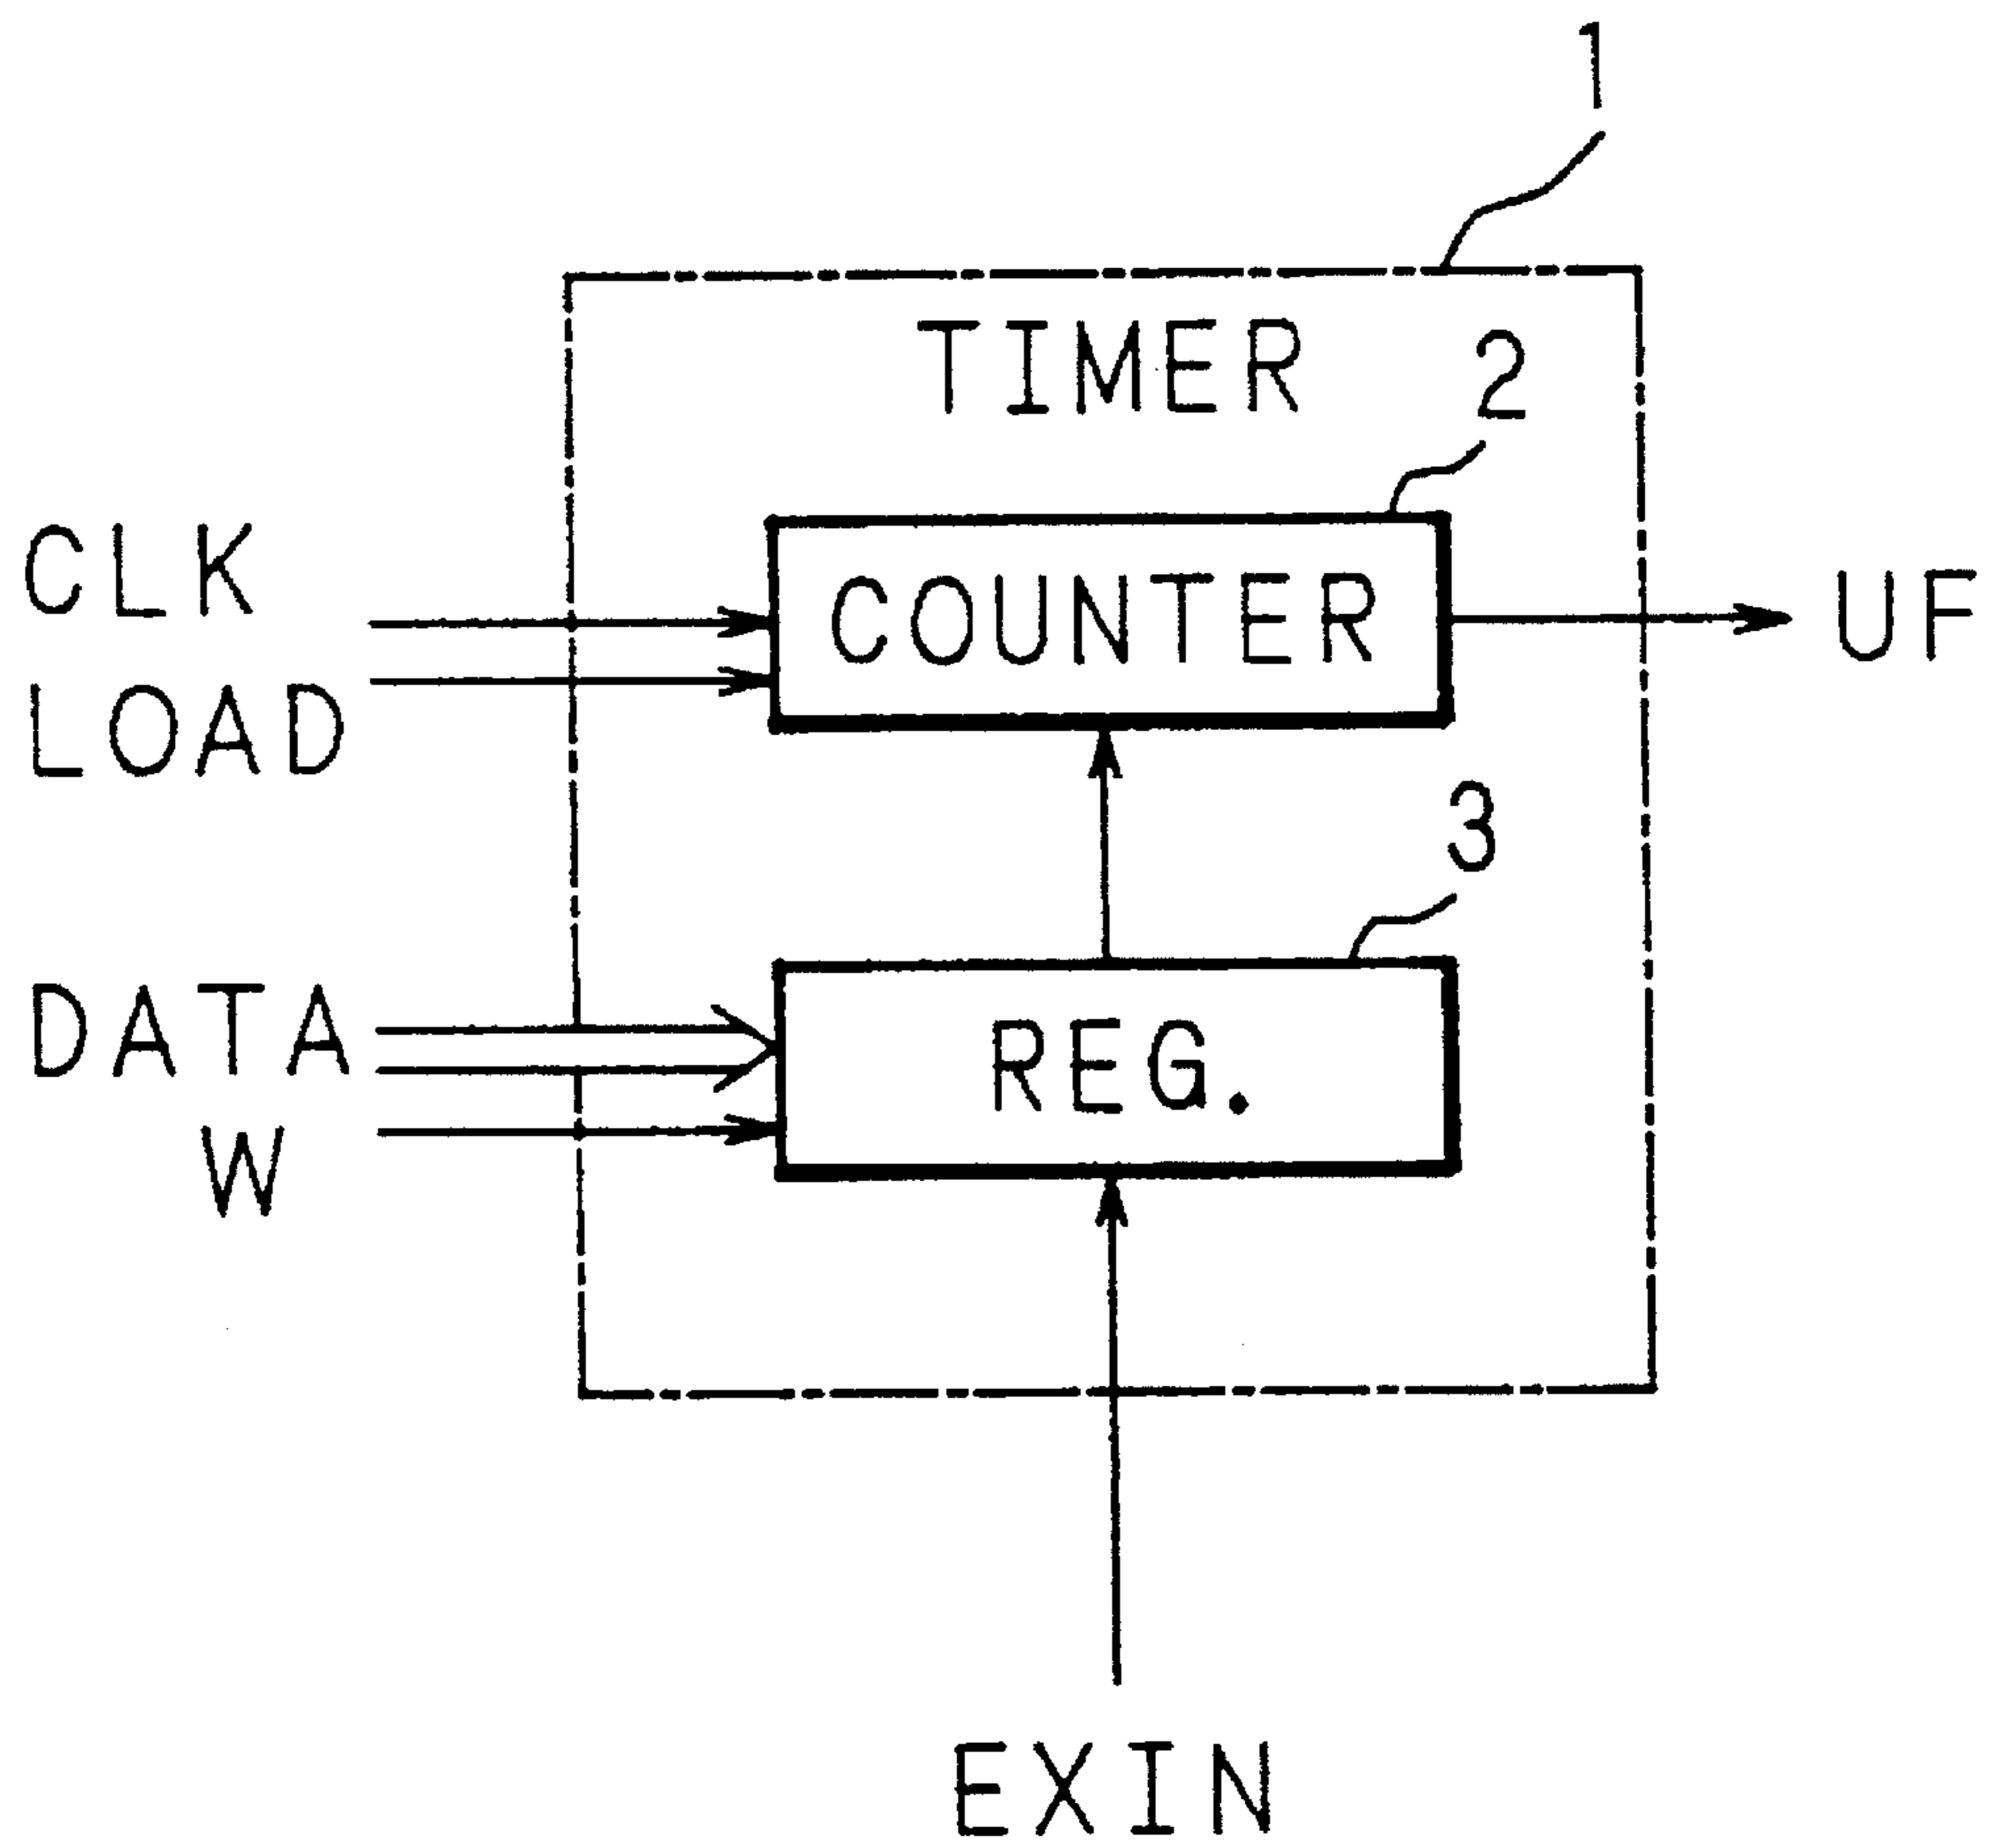 1
TIMER
2
CLK
COUNTER
UF
LOAD
3
DATA
REG.
W
EXIN